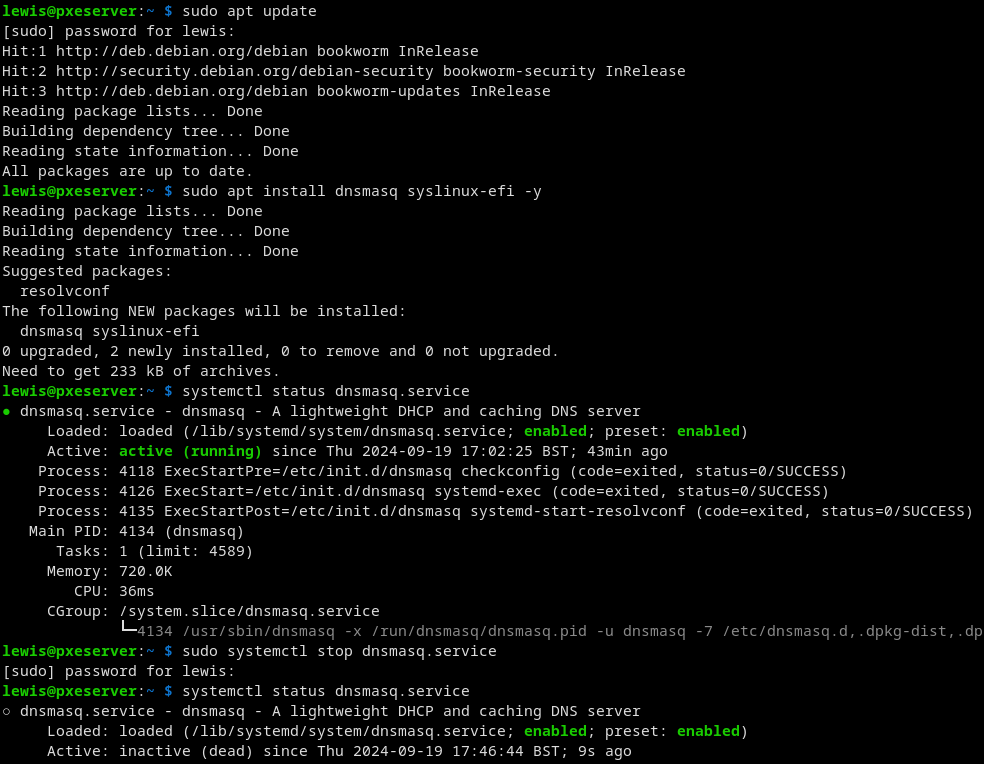 lewis@pxeserver:~ $ sudo apt update
[sudo] password for lewis:
Hit:1 http://deb.debian.org/debian bookworm InRelease
Hit:2 http://security.debian.org/debian-security bookworm-security InRelease
Hit:3 http://deb.debian.org/debian bookworm-updates InRelease
Reading package lists... Done
Building dependency tree... Done
Reading state information... Done
All packages are up to date.
lewis@pxeserver:~ $ sudo apt install dnsmasq syslinux-efi -y
Reading package lists... Done
Building dependency tree... Done
Reading state information... Done
Suggested packages:
  resolvconf
The following NEW packages will be installed:
  dnsmasq syslinux-efi
0 upgraded, 2 newly installed, 0 to remove and 0 not upgraded.
Need to get 233 kB of archives.
lewis@pxeserver:~ $ systemctl status dnsmasq.service
● dnsmasq.service - dnsmasq - A lightweight DHCP and caching DNS server
     Loaded: loaded (/lib/systemd/system/dnsmasq.service; enabled; preset: enabled)
     Active: active (running) since Thu 2024-09-19 17:02:25 BST; 43min ago
    Process: 4118 ExecStartPre=/etc/init.d/dnsmasq checkconfig (code=exited, status=0/SUCCESS)
    Process: 4126 ExecStart=/etc/init.d/dnsmasq systemd-exec (code=exited, status=0/SUCCESS)
    Process: 4135 ExecStartPost=/etc/init.d/dnsmasq systemd-start-resolvconf (code=exited, status=0/SUCCESS)
   Main PID: 4134 (dnsmasq)
      Tasks: 1 (limit: 4589)
     Memory: 720.0K
        CPU: 36ms
     CGroup: /system.slice/dnsmasq.service
             └─4134 /usr/sbin/dnsmasq -x /run/dnsmasq/dnsmasq.pid -u dnsmasq -7 /etc/dnsmasq.d,.dpkg-dist,.dp
lewis@pxeserver:~ $ sudo systemctl stop dnsmasq.service
[sudo] password for lewis:
lewis@pxeserver:~ $ systemctl status dnsmasq.service
○ dnsmasq.service - dnsmasq - A lightweight DHCP and caching DNS server
     Loaded: loaded (/lib/systemd/system/dnsmasq.service; enabled; preset: enabled)
     Active: inactive (dead) since Thu 2024-09-19 17:46:44 BST; 9s ago